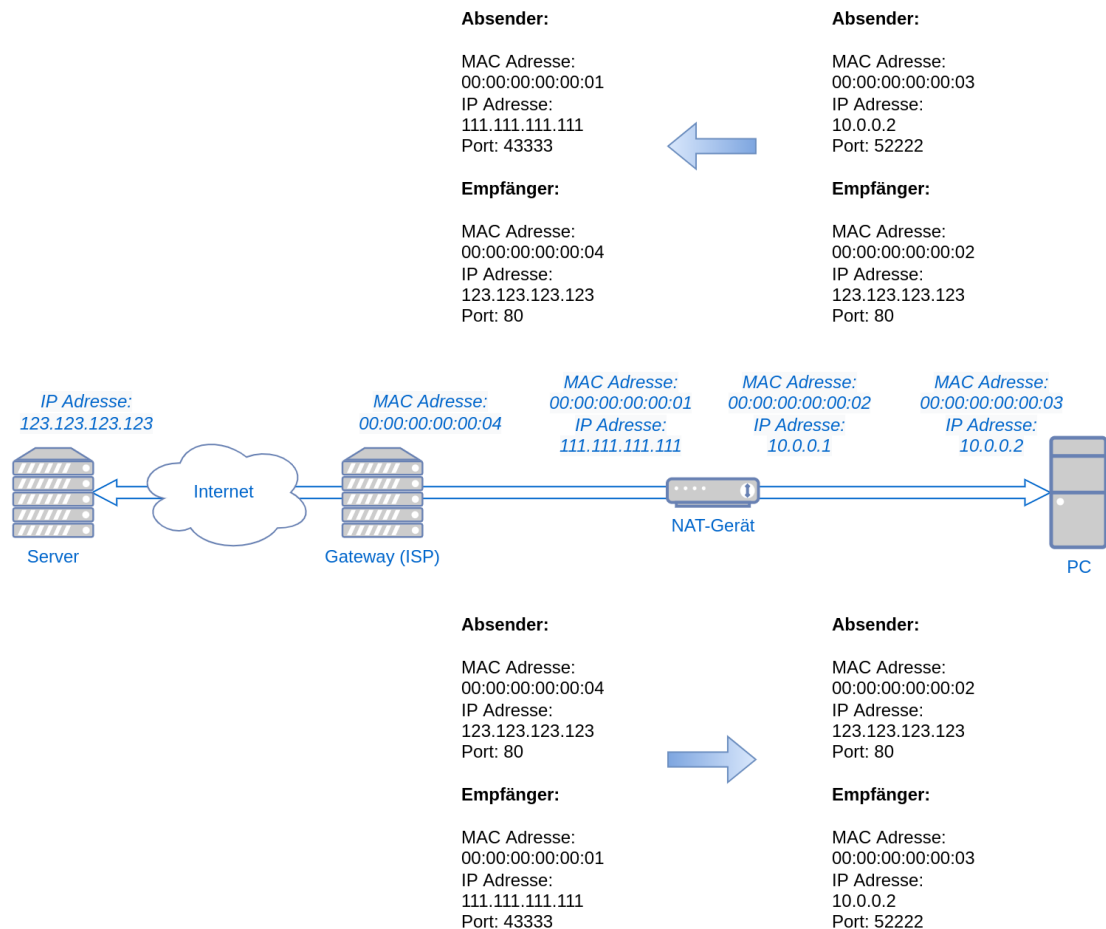 Absender:
MAC Adresse:
00:00:00:00:00:01
IP Adresse:
111.111.111.111
Port: 43333
Empfänger:
MAC Adresse:
00:00:00:00:00:04
IP Adresse:
123.123.123.123
Port: 80
Absender:
MAC Adresse:
00:00:00:00:00:03
IP Adresse:
10.0.0.2
Port: 52222
Empfänger:
MAC Adresse:
00:00:00:00:00:02
IP Adresse:
123.123.123.123
Port: 80
IP Adresse:
123.123.123.123
MAC Adresse:
00:00:00:00:00:04
MAC Adresse:
00:00:00:00:00:01
IP Adresse:
111.111.111.111
MAC Adresse:
00:00:00:00:00:02
IP Adresse:
10.0.0.1
MAC Adresse:
00:00:00:00:00:03
IP Adresse:
10.0.0.2
Server
Internet
Gateway (ISP)
NAT-Gerät
PC
Absender:
MAC Adresse:
00:00:00:00:00:04
IP Adresse:
123.123.123.123
Port: 80
Empfänger:
MAC Adresse:
00:00:00:00:00:01
IP Adresse:
111.111.111.111
Port: 43333
Absender:
MAC Adresse:
00:00:00:00:00:02
IP Adresse:
123.123.123.123
Port: 80
Empfänger:
MAC Adresse:
00:00:00:00:00:03
IP Adresse:
10.0.0.2
Port: 52222